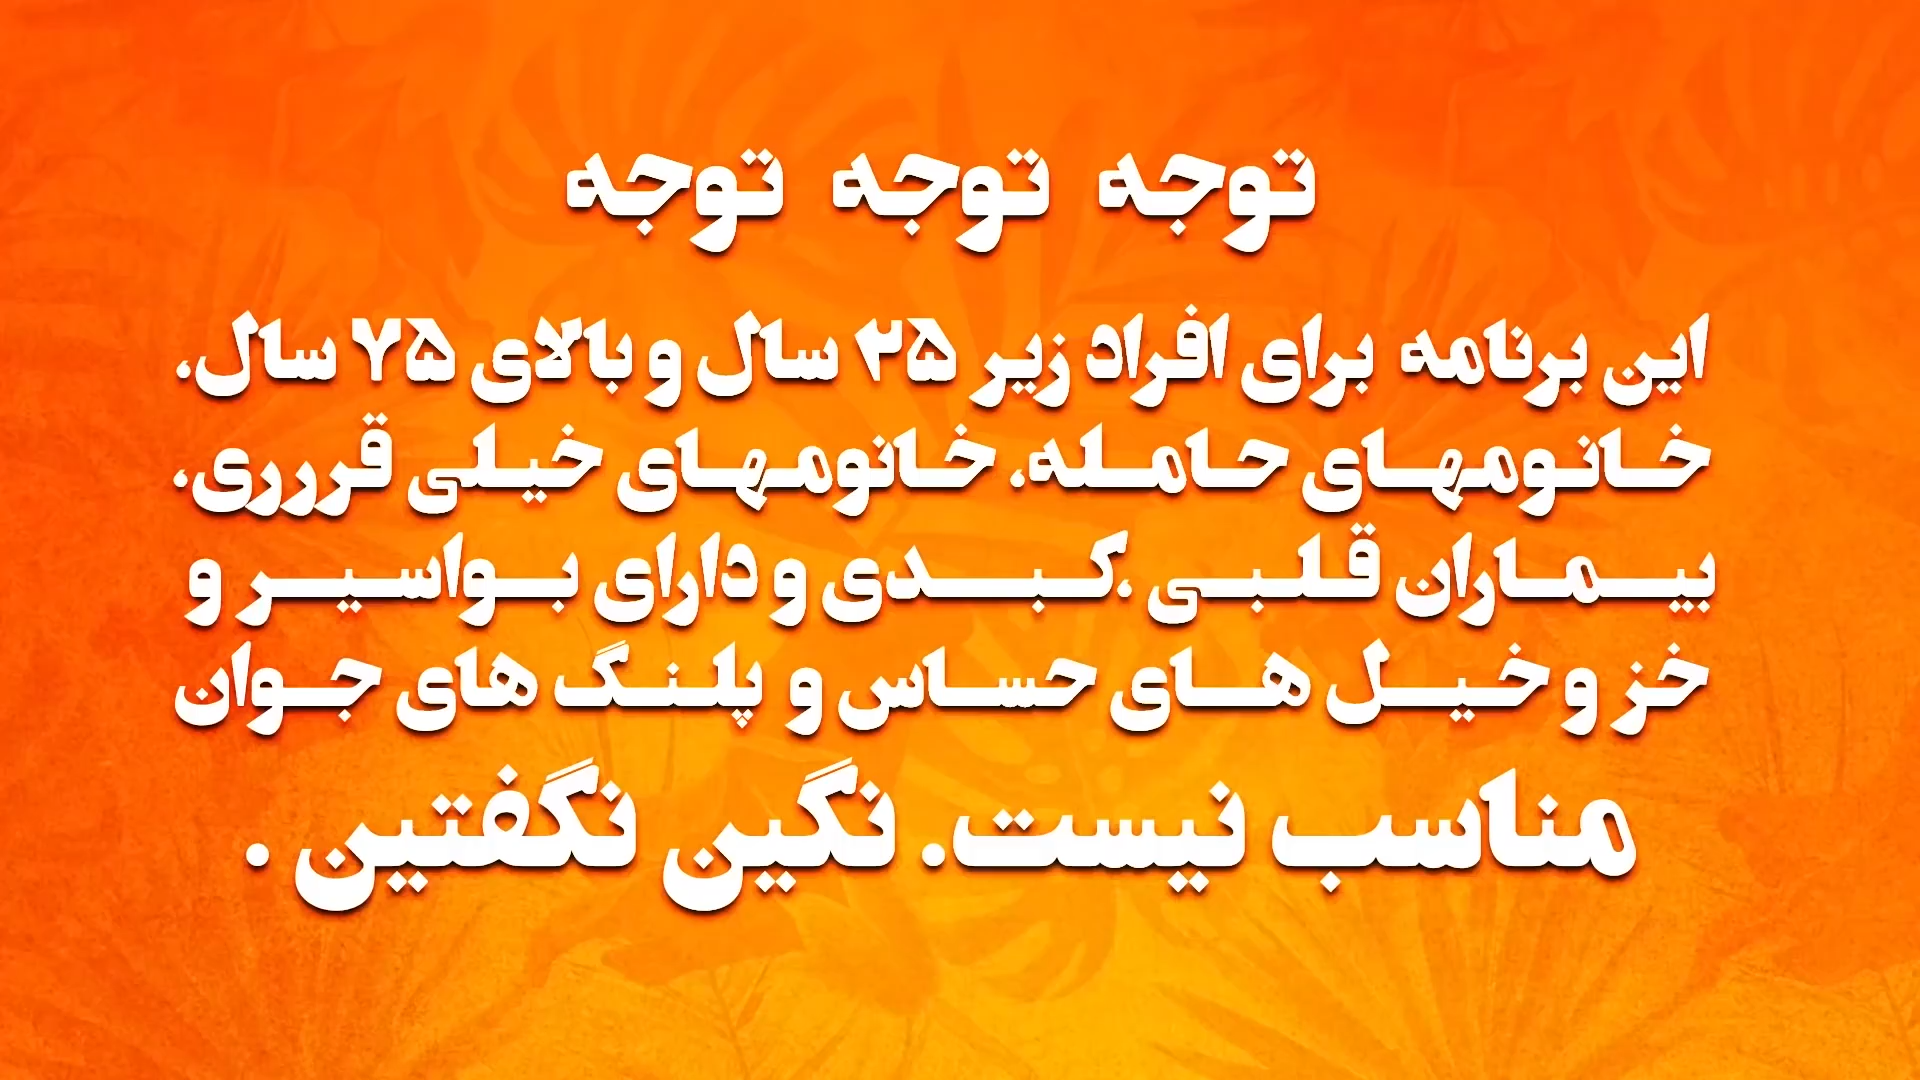 توجه توجه توجه
این برنامه برای افراد زیر ۲۵ سال و بالای ۷۵ سال،
خانومهای حامله، خانومهای خیلی قررری،
بیماران قلبی ،کبدی و دارای بواسیر و
خز و خیل های حساس و پلنگ های جوان
مناسب نیست. نگین نگفتین .